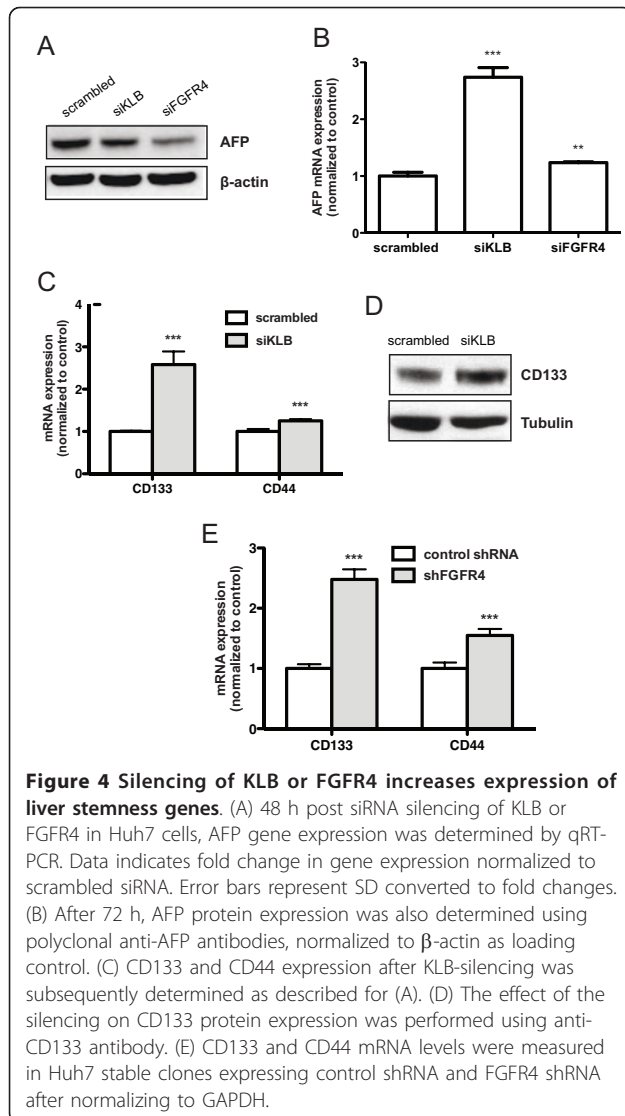 A
scrambled
siKLB
siFGFR4
AFP
β-actin
B
AFP mRNA expression
(normalized to control)
3
2
1
0
***
**
scrambled
siKLB
siFGFR4
C
mRNA expression
(normalized to control)
4
3
2
1
0
scrambled
siKLB
***
***
CD133
CD44
D
scrambled
siKLB
CD133
Tubulin
E
mRNA expression
(normalized to control)
3
2
1
0
control shRNA
shFGFR4
***
***
CD133
CD44
Figure 4 Silencing of KLB or FGFR4 increases expression of
liver stemness genes. (A) 48 h post siRNA silencing of KLB or
FGFR4 in Huh7 cells, AFP gene expression was determined by qRT-
PCR. Data indicates fold change in gene expression normalized to
scrambled siRNA. Error bars represent SD converted to fold changes.
(B) After 72 h, AFP protein expression was also determined using
polyclonal anti-AFP antibodies, normalized to β-actin as loading
control. (C) CD133 and CD44 expression after KLB-silencing was
subsequently determined as described for (A). (D) The effect of the
silencing on CD133 protein expression was performed using anti-
CD133 antibody. (E) CD133 and CD44 mRNA levels were measured
in Huh7 stable clones expressing control shRNA and FGFR4 shRNA
after normalizing to GAPDH.